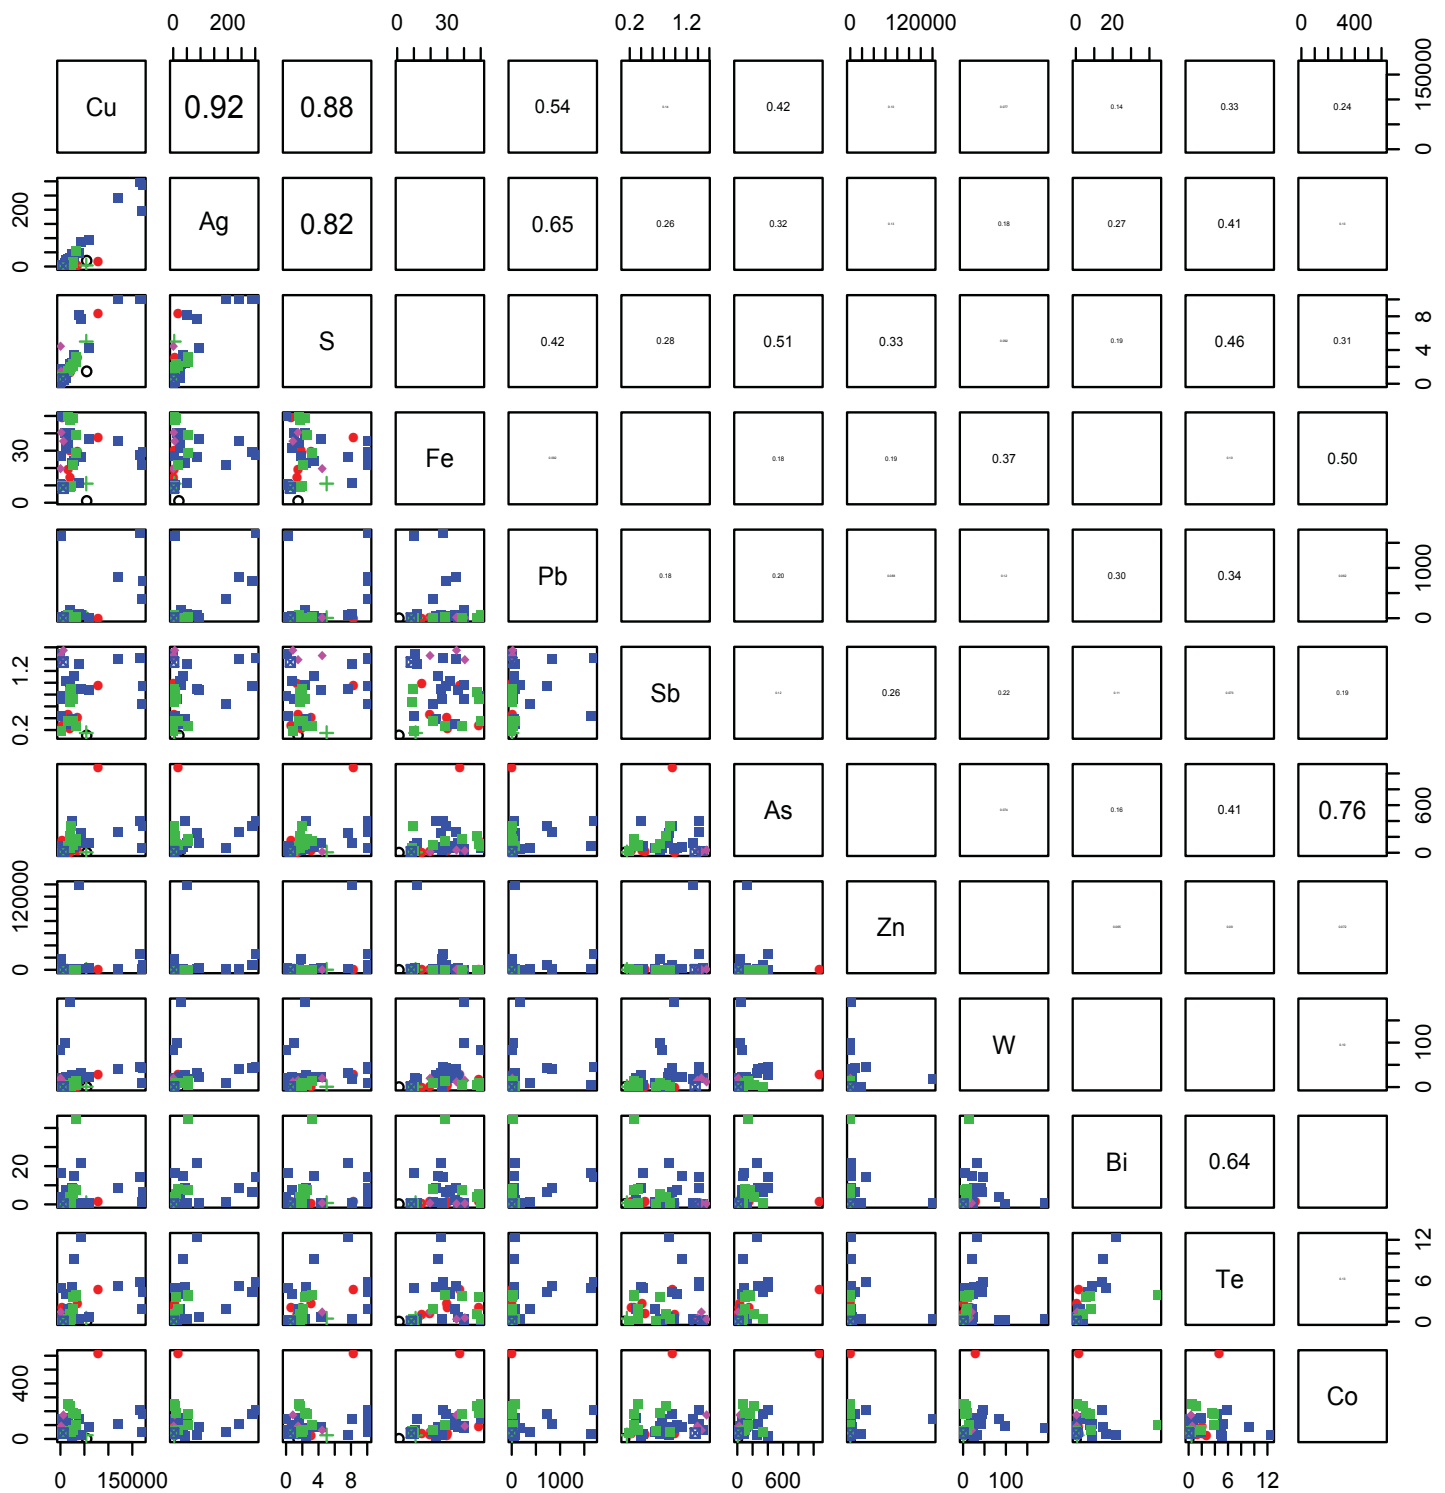 0 200 0 30 0.2 1.2 0 120000 0 20 0 400
Cu 0.92 0.88 0.54 0.42 0.14 0.33 0.24 0 150000
0 200 Ag 0.82 0.65 0.26 0.32 0.18 0.27 0.41
S 0.42 0.28 0.51 0.33 0.19 0.46 0.31 0 4 8
0 30 Fe 0.18 0.19 0.37 0.50
Pb 0.18 0.20 0.30 0.34 0 1000
0.2 1.2 Sb 0.26 0.22 0.19
As 0.16 0.41 0.76 0 600
0 120000 Zn
W 0 100
0 20 Bi 0.64
Te 0 6 12
0 400 Co
0 150000 0 4 8 0 1000 0 600 0 100 0 6 12